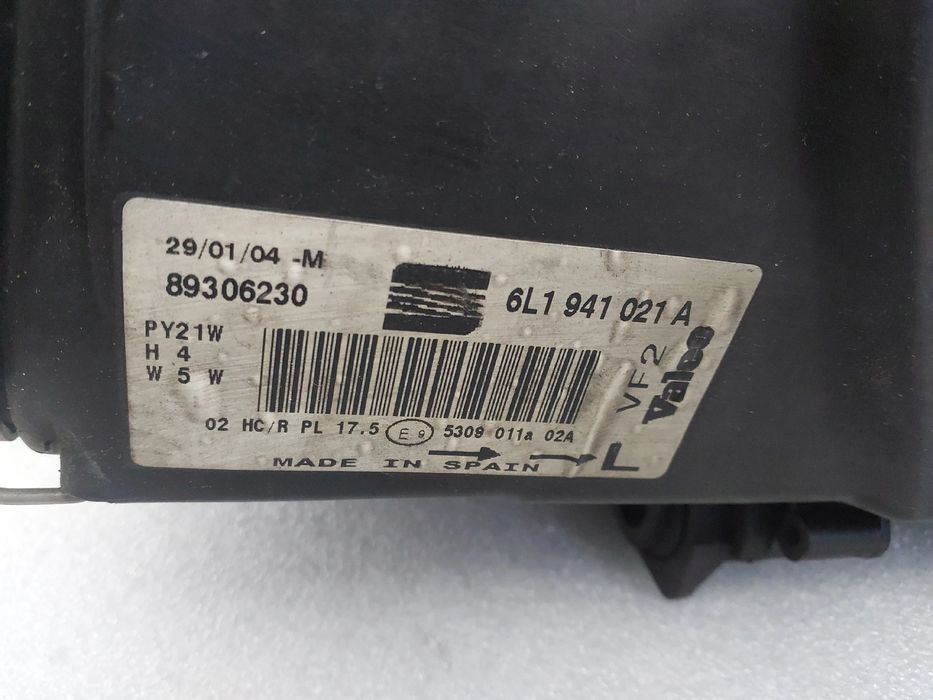 29/01/04 -M
89306230
6L1 941 021 A
PY21W
H 4
W 5 W
VF2
Valeo
02 HC/R PL 17.5 E9 5309 011a 02A
MADE IN SPAIN L